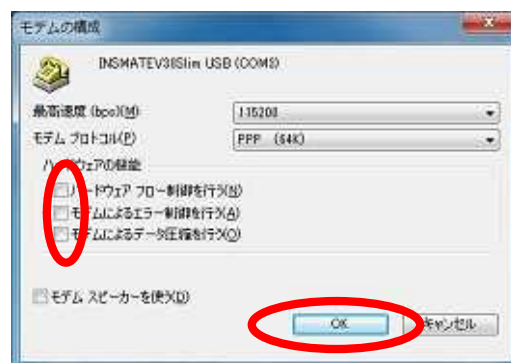 モデムの構成
INSMATEV30Slim USB (COM3)
最高速度 (bps)(M)
115200
モデム プロトコル(P)
PPP (64K)
ハードウェアの機能
ハードウェア フロー制御を行う(N)
モデムによるエラー制御を行う(A)
モデムによるデータ圧縮を行う(O)
モデム スピーカーを使う(D)
OK
キャンセル